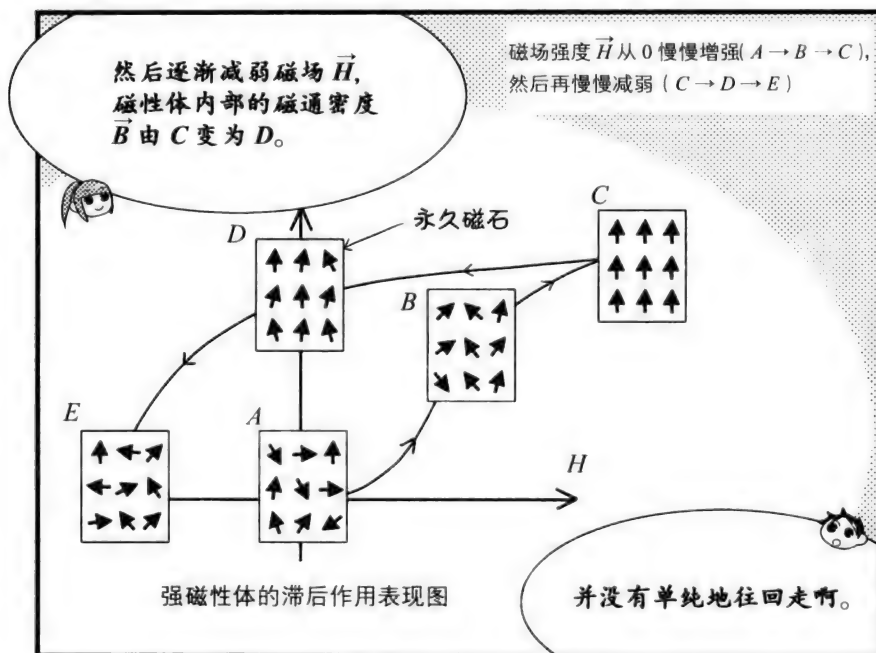 然后逐渐减弱磁场 H,
磁性体内部的磁通密度
B 由 C 变为 D。
磁场强度 H 从 0 慢慢增强( A → B → C ),
然后再慢慢减弱 ( C → D → E )
C
D
永久磁石
B
E
A
H
强磁性体的滞后作用表现图
并没有单纯地往回走啊。